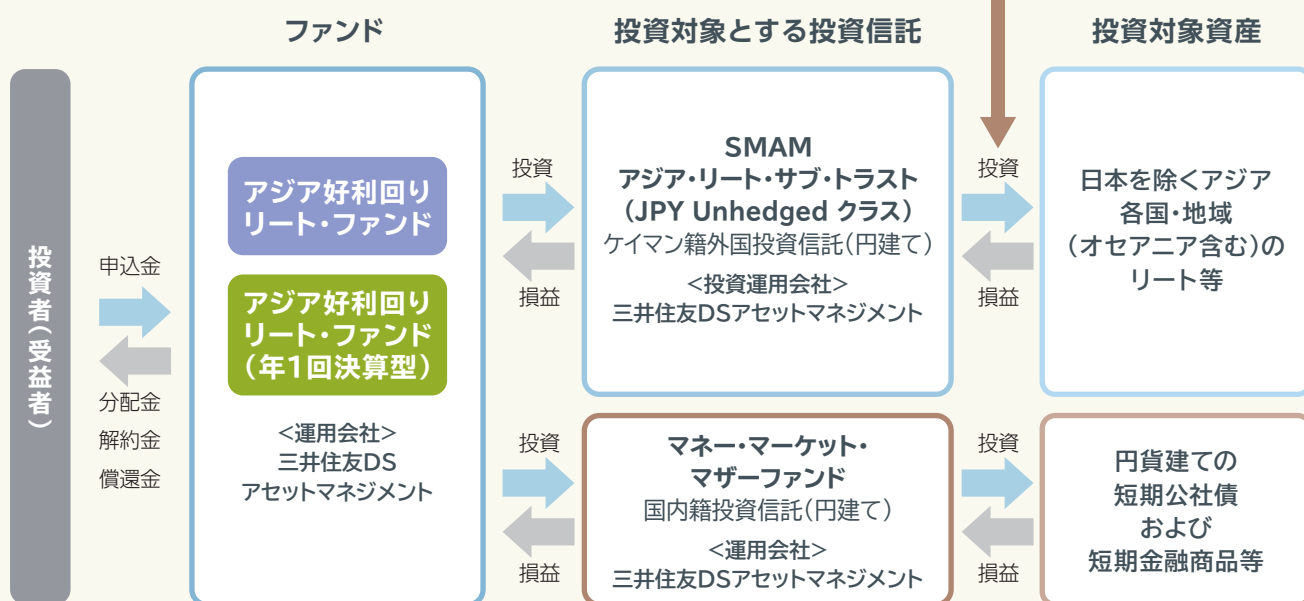 ファンド
投資対象とする投資信託
投資対象資産
投資者(受益者)
申込金
分配金
解約金
償還金
アジア好利回り
リート・ファンド
アジア好利回り
リート・ファンド
(年1回決算型)
<運用会社>
三井住友DS
アセットマネジメント
投資
損益
SMAM
アジア・リート・サブ・トラスト
(JPY Unhedged クラス)
ケイマン籍外国投資信託(円建て)
<投資運用会社>
三井住友DSアセットマネジメント
投資
損益
日本を除くアジア
各国・地域
(オセアニア含む)の
リート等
投資
損益
マネー・マーケット・
マザーファンド
国内籍投資信託(円建て)
<運用会社>
三井住友DSアセットマネジメント
投資
損益
円貨建ての
短期公社債
および
短期金融商品等